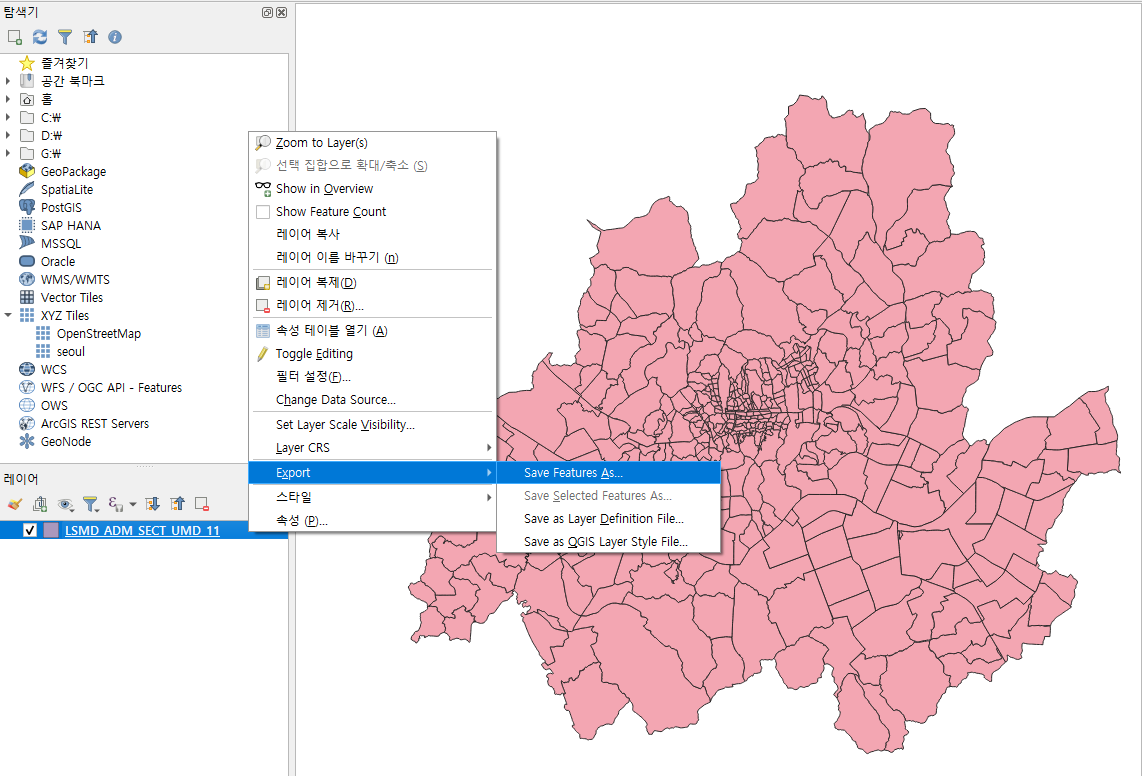 탐색기
즐겨찾기
공간 북마크
홈
C:₩
D:₩
G:₩
GeoPackage
SpatiaLite
PostGIS
SAP HANA
MSSQL
Oracle
WMS/WMTS
Vector Tiles
XYZ Tiles
OpenStreetMap
seoul
WCS
WFS / OGC API - Features
OWS
ArcGIS REST Servers
GeoNode
레이어
LSMD_ADM_SECT_UMD_11
Zoom to Layer(s)
선택 집합으로 확대/축소 (S)
Show in Overview
Show Feature Count
레이어 복사
레이어 이름 바꾸기 (n)
레이어 복제(D)
레이어 제거(R)...
속성 테이블 열기 (A)
Toggle Editing
필터 설정(F)...
Change Data Source...
Set Layer Scale Visibility...
Layer CRS
Export
스타일
속성 (P)...
Save Features As...
Save Selected Features As...
Save as Layer Definition File...
Save as QGIS Layer Style File...